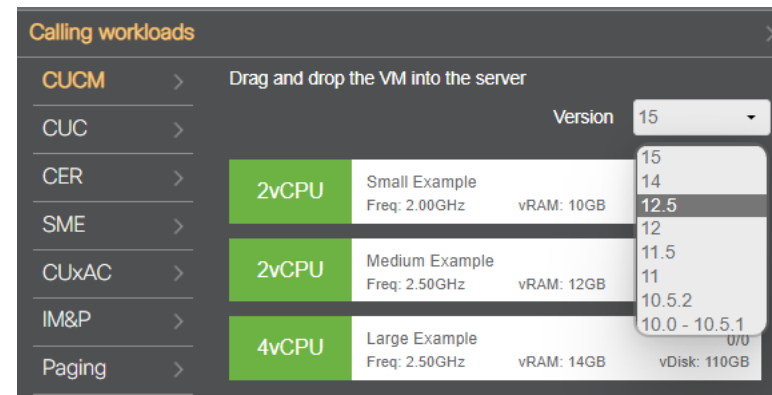 Calling workloads
CUCM
CUC
CER
SME
CUxAC
IM&P
Paging
Drag and drop the VM into the server
Version 15
15
14
12.5
12
11.5
11
10.5.2
10.0 - 10.5.1
2vCPU
Small Example
Freq: 2.00GHz vRAM: 10GB
2vCPU
Medium Example
Freq: 2.50GHz vRAM: 12GB
4vCPU
Large Example 0/0
Freq: 2.50GHz vRAM: 14GB vDisk: 110GB